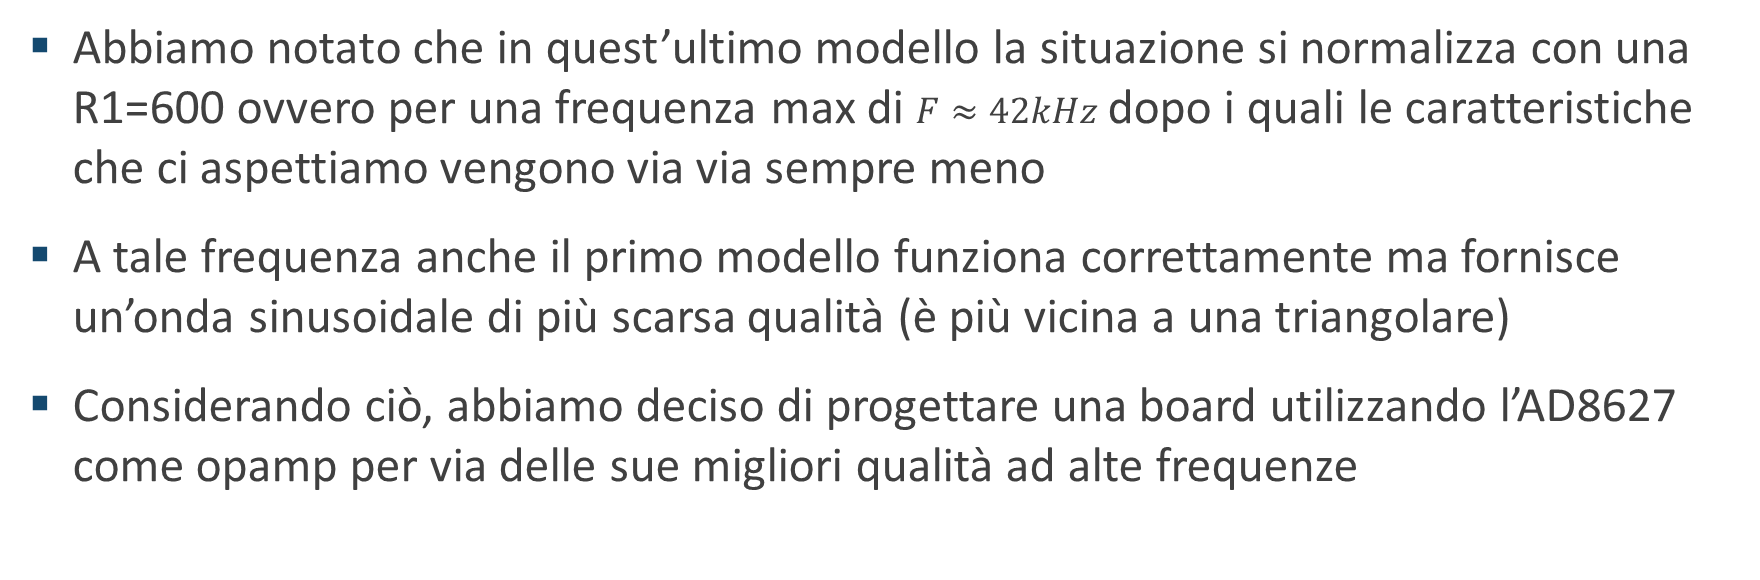 ▪ Abbiamo notato che in quest’ultimo modello la situazione si normalizza con una
R1=600 ovvero per una frequenza max di F ≈ 42kHz dopo i quali le caratteristiche
che ci aspettiamo vengono via via sempre meno
▪ A tale frequenza anche il primo modello funziona correttamente ma fornisce
un’onda sinusoidale di più scarsa qualità (è più vicina a una triangolare)
▪ Considerando ciò, abbiamo deciso di progettare una board utilizzando l’AD8627
come opamp per via delle sue migliori qualità ad alte frequenze